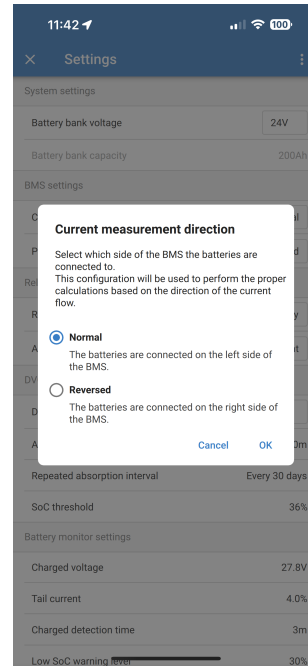 11:42
100
Settings
System settings
Battery bank voltage 24V
Battery bank capacity 200Ah
BMS settings
Current measurement direction
Select which side of the BMS the batteries are
connected to.
This configuration will be used to perform the proper
calculations based on the direction of the current
flow.
Normal
The batteries are connected on the left side of
the BMS.
Reversed
The batteries are connected on the right side of
the BMS.
Cancel OK
Repeated absorption interval Every 30 days
SoC threshold 36%
Battery monitor settings
Charged voltage 27.8V
Tail current 4.0%
Charged detection time 3m
Low SoC warning level 30%